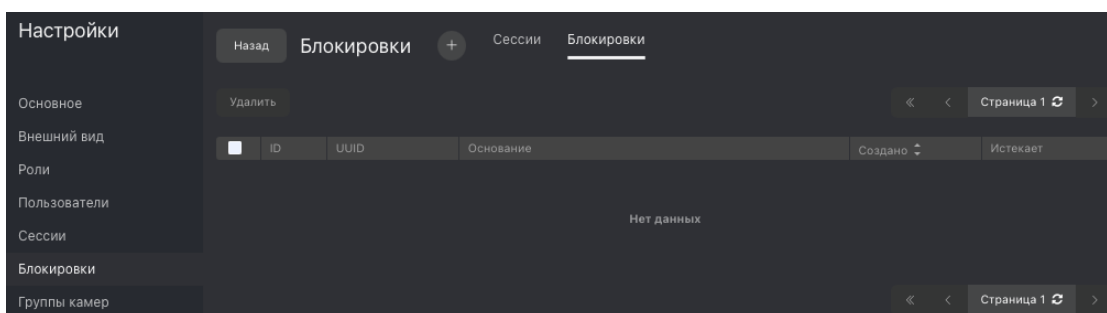 Настройки
Назад Блокировки + Сессии Блокировки
Основное
Удалить « < Страница 1 >
Внешний вид
ID UUID Основание Создано Истекает
Роли
Пользователи
Нет данных
Сессии
Блокировки
Группы камер
« < Страница 1 >